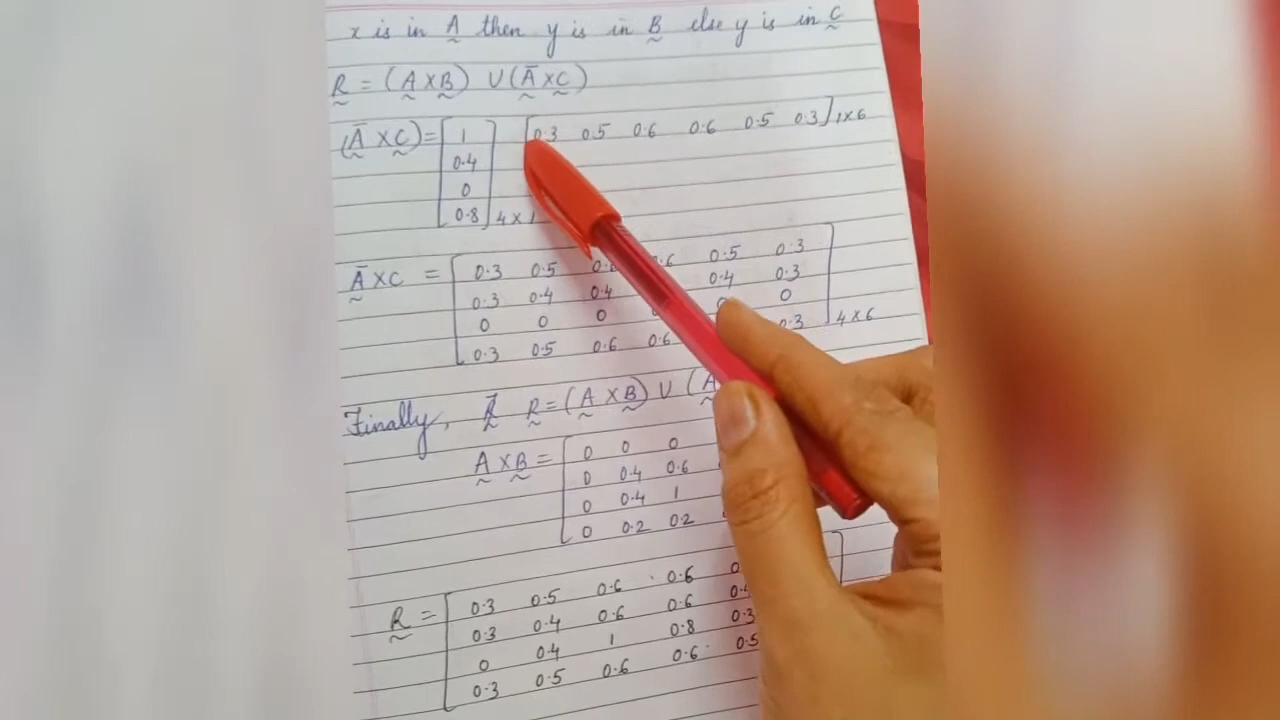 x is in A then y is in B else y is in C
R = (A×B) ∪ (Ā×C)
(Ā × C) = [1 [0.3 0.5 0.6 0.6 0.5 0.3] 1×6
0.4
0
0.8] 4×1
Ā×C = [0.3 0.5 0.6 0.5 0.3
0.3 0.4 0.4 0.4 0.3
0 0 0 0
0.3 0.5 0.6 0.6 0.3] 4×6
Finally, R R = (A × B) ∪ (A
A × B = [0 0 0
0 0.4 0.6
0 0.4 1
0 0.2 0.2
R = [0.3 0.5 0.6 0.6
0.3 0.4 0.6 0.6
0 0.4 1 0.8 0.3
0.3 0.5 0.6 0.6 0.5